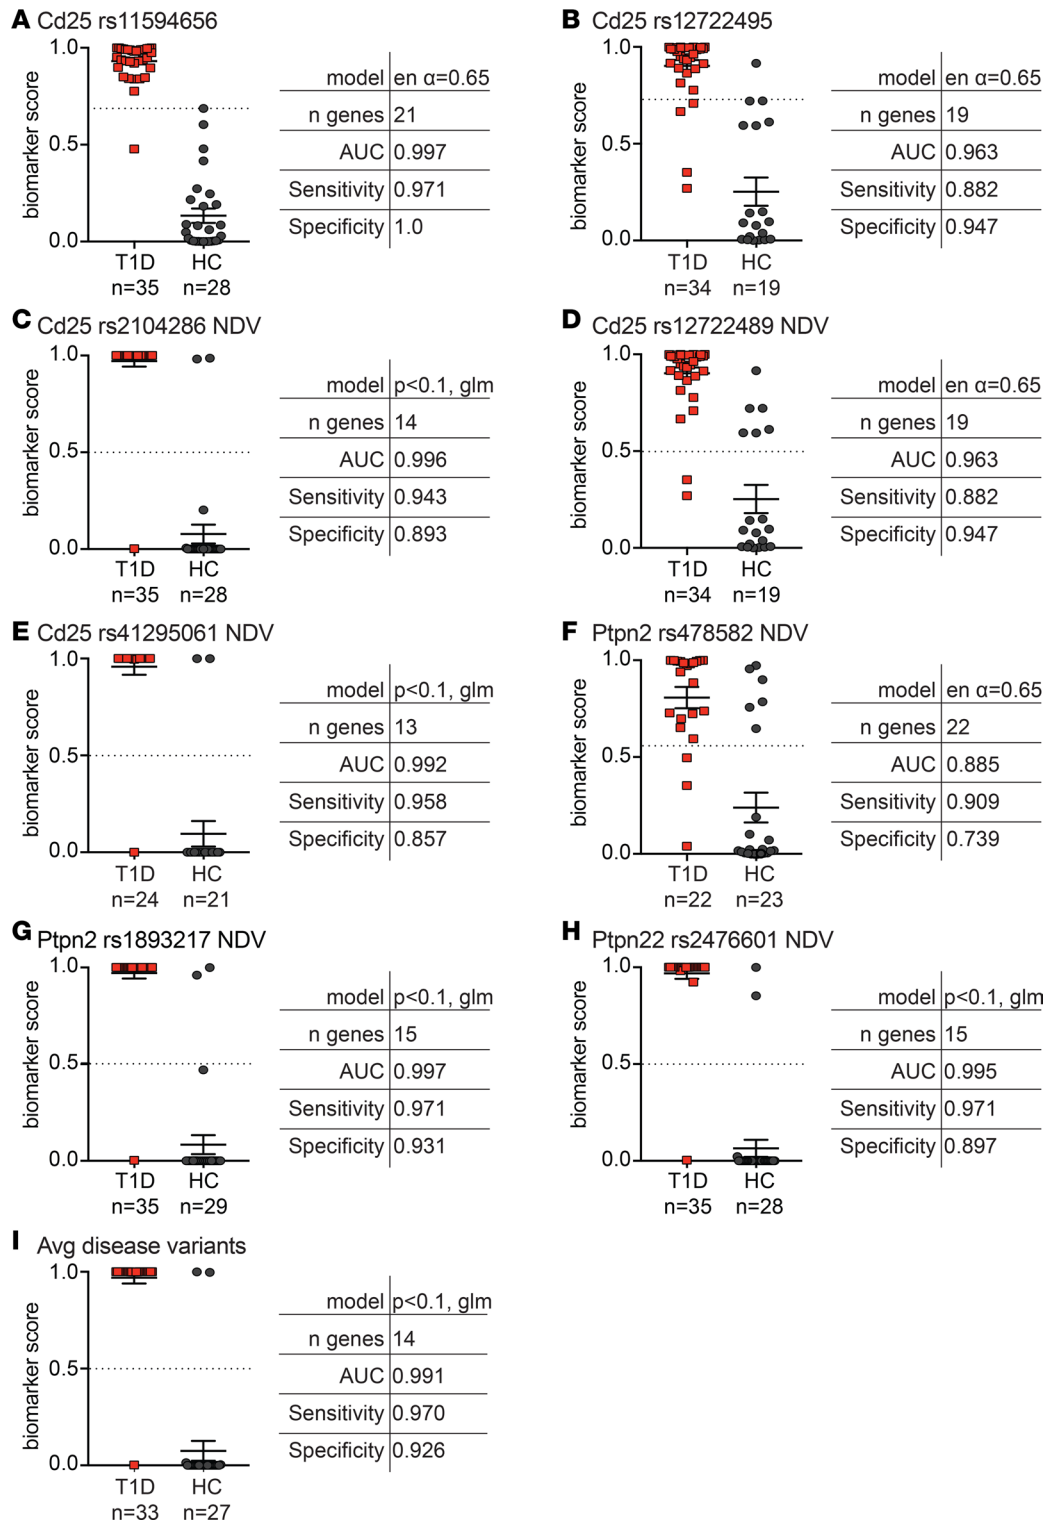 A Cd25 rs11594656
biomarker score
1.0
0.5
0.0
T1D HC
n=35 n=28
model en α=0.65
n genes 21
AUC 0.997
Sensitivity 0.971
Specificity 1.0
B Cd25 rs12722495
biomarker score
1.0
0.5
0.0
T1D HC
n=34 n=19
model en α=0.65
n genes 19
AUC 0.963
Sensitivity 0.882
Specificity 0.947
C Cd25 rs2104286 NDV
biomarker score
1.0
0.5
0.0
T1D HC
n=35 n=28
model p<0.1, glm
n genes 14
AUC 0.996
Sensitivity 0.943
Specificity 0.893
D Cd25 rs12722489 NDV
biomarker score
1.0
0.5
0.0
T1D HC
n=34 n=19
model en α=0.65
n genes 19
AUC 0.963
Sensitivity 0.882
Specificity 0.947
E Cd25 rs41295061 NDV
biomarker score
1.0
0.5
0.0
T1D HC
n=24 n=21
model p<0.1, glm
n genes 13
AUC 0.992
Sensitivity 0.958
Specificity 0.857
F Ptpn2 rs478582 NDV
biomarker score
1.0
0.5
0.0
T1D HC
n=22 n=23
model en α=0.65
n genes 22
AUC 0.885
Sensitivity 0.909
Specificity 0.739
G Ptpn2 rs1893217 NDV
biomarker score
1.0
0.5
0.0
T1D HC
n=35 n=29
model p<0.1, glm
n genes 15
AUC 0.997
Sensitivity 0.971
Specificity 0.931
H Ptpn22 rs2476601 NDV
biomarker score
1.0
0.5
0.0
T1D HC
n=35 n=28
model p<0.1, glm
n genes 15
AUC 0.995
Sensitivity 0.971
Specificity 0.897
I Avg disease variants
biomarker score
1.0
0.5
0.0
T1D HC
n=33 n=27
model p<0.1, glm
n genes 14
AUC 0.991
Sensitivity 0.970
Specificity 0.926